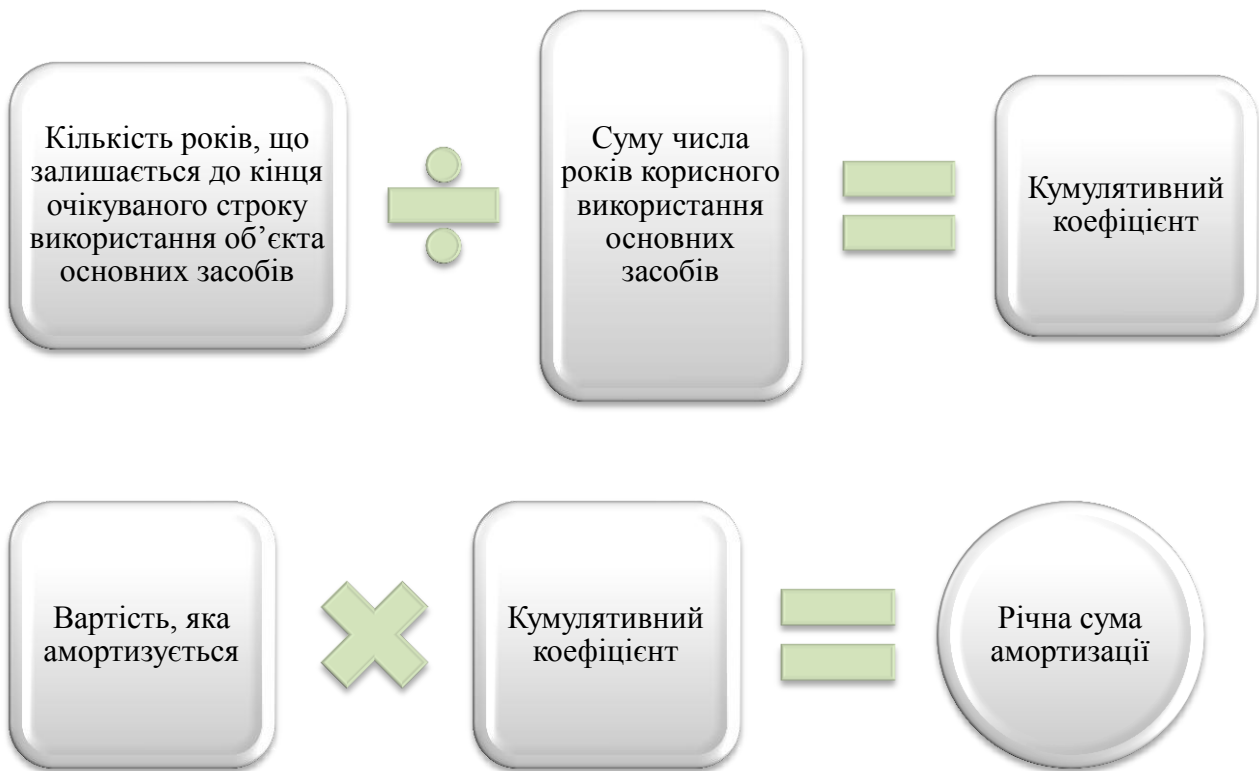 Кількість років, що
залишається до кінця
очікуваного строку
використання об’єкта
основних засобів
Суму числа
років корисного
використання
основних
засобів
Кумулятивний
коефіцієнт
Вартість, яка
амортизується
Кумулятивний
коефіцієнт
Річна сума
амортизації